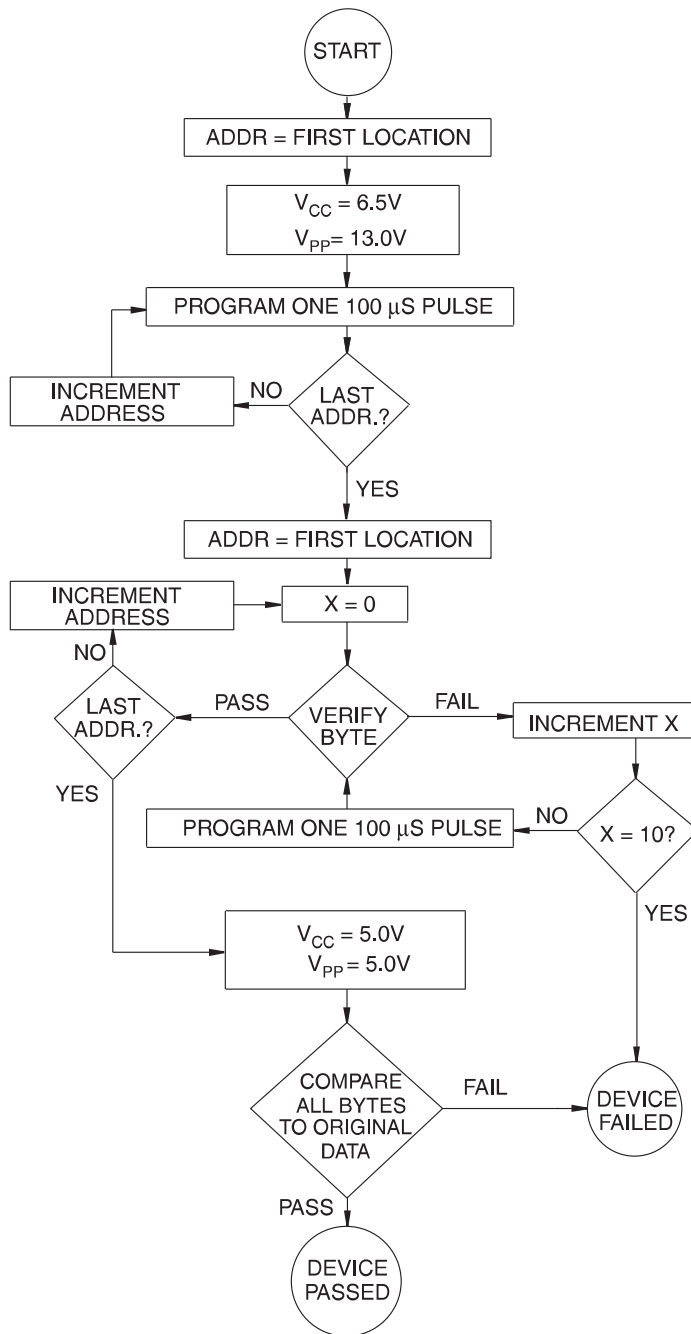 START
ADDR = FIRST LOCATION
VCC = 6.5V
VPP= 13.0V
PROGRAM ONE 100 μS PULSE
INCREMENT
ADDRESS
NO
LAST
ADDR.?
YES
ADDR = FIRST LOCATION
INCREMENT
ADDRESS
X = 0
NO
LAST
ADDR.?
PASS
VERIFY
BYTE
FAIL
INCREMENT X
YES
PROGRAM ONE 100 μS PULSE
NO
X = 10?
YES
VCC = 5.0V
VPP= 5.0V
COMPARE
ALL BYTES
TO ORIGINAL
DATA
FAIL
DEVICE
FAILED
PASS
DEVICE
PASSED